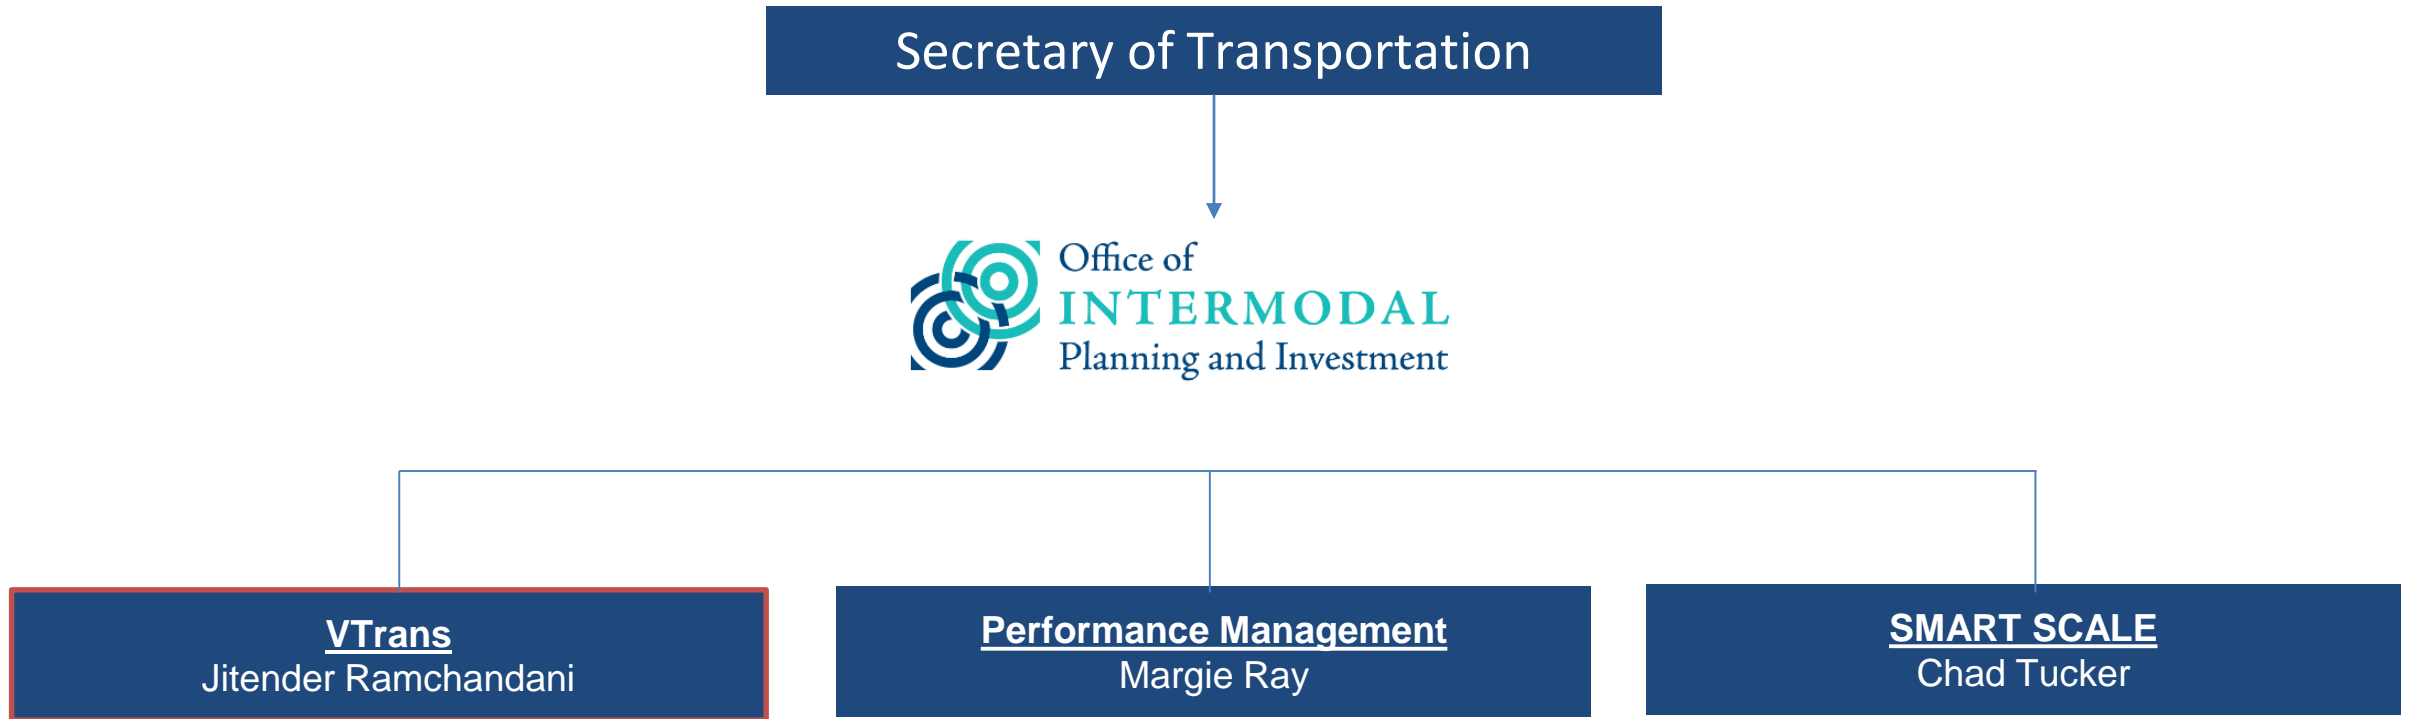 Secretary of Transportation
Office of
INTERMODAL
Planning and Investment
VTrans
Jitender Ramchandani
Performance Management
Margie Ray
SMART SCALE
Chad Tucker